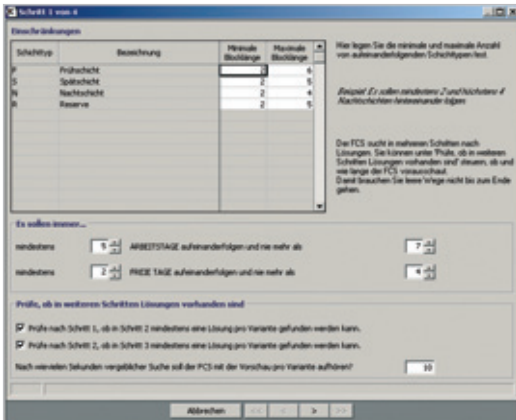 Schritt 1 von 4
Einschränkungen
Schichttyp Bezeichnung Minimale Blocklänge Maximale Blocklänge
F Frühschicht 2 6
S Spätschicht 2 5
N Nachtschicht 2 4
R Reserve 2 5
Hier legen Sie die minimale und maximale Anzahl
von aufeinanderfolgenden Schichttypen fest.
Beispiel: Es sollen mindestens 2 und höchstens 4
Nachtschichten hintereinander folgen
Der FCS sucht in mehreren Schritten nach
Lösungen. Sie können unter 'Prüfe, ob in weiteren
Schritten Lösungen vorhanden sind' steuern, ob und
wie lange der FCS vorausschaut.
Damit brauchen Sie leere Wege nicht bis zum Ende
gehen.
Es sollen immer...
mindestens 5 ARBEITSTAGE aufeinanderfolgen und nie mehr als 7
mindestens 2 FREIE TAGE aufeinanderfolgen und nie mehr als 4
Prüfe, ob in weiteren Schritten Lösungen vorhanden sind
Prüfe nach Schritt 1, ob in Schritt 2 mindestens eine Lösung pro Variante gefunden werden kann.
Prüfe nach Schritt 2, ob in Schritt 3 mindestens eine Lösung pro Variante gefunden werden kann.
Nach wievielen Sekunden vergeblicher Suche soll der FCS mit der Vorschau pro Variante aufhören? 10
Abbrechen << < > >>